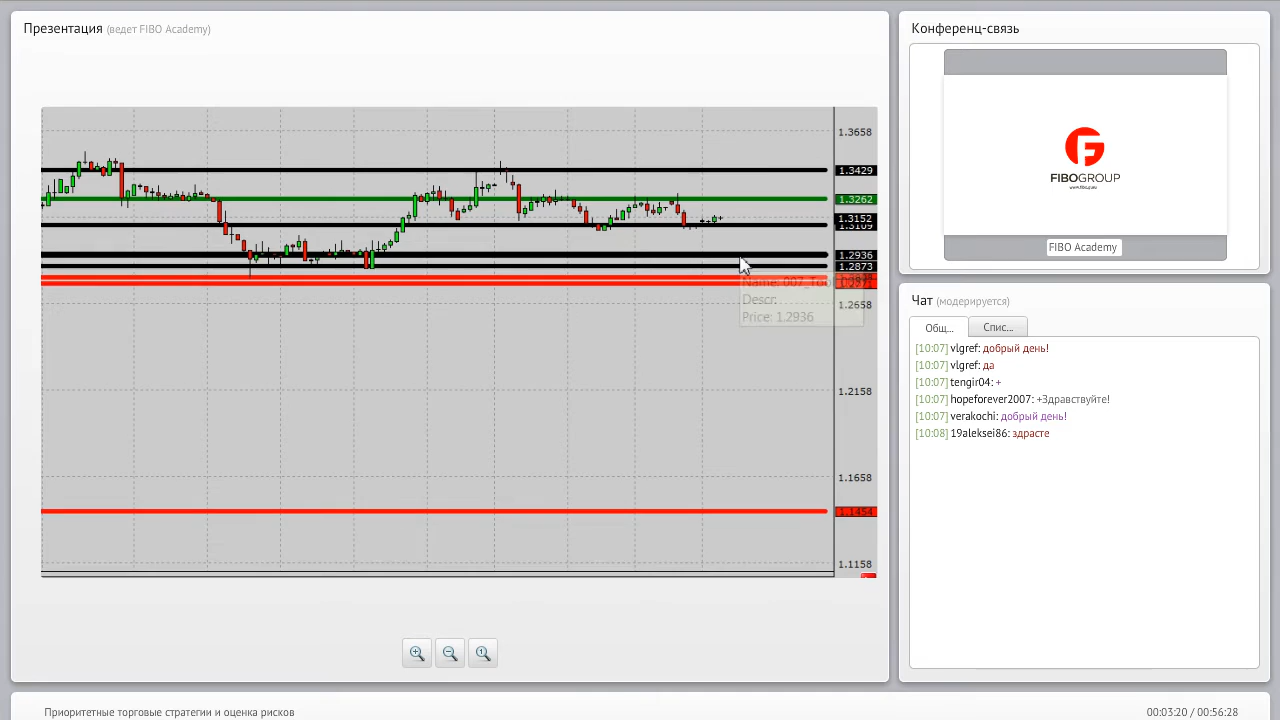 Презентация (ведет FIBO Academy)
1.3658
1.3429
1.3262
1.3152
1.3109
1.2936
1.2873
Name: 007_Too
Descr:
Price: 1.2936
1.2658
1.2158
1.1658
1.1454
1.1158
Приоритетные торговые стратегии и оценка рисков
Конференц-связь
FIBOGROUP
FIBO Academy
Чат (модерируется)
Общ...
Спис...
[10:07] vlgref: добрый день!
[10:07] vlgref: да
[10:07] tengir04: +
[10:07] hopeforever2007: +Здравствуйте!
[10:07] verakochi: добрый день!
[10:08] 19aleksei86: здрасте
00:03:20 / 00:56:28